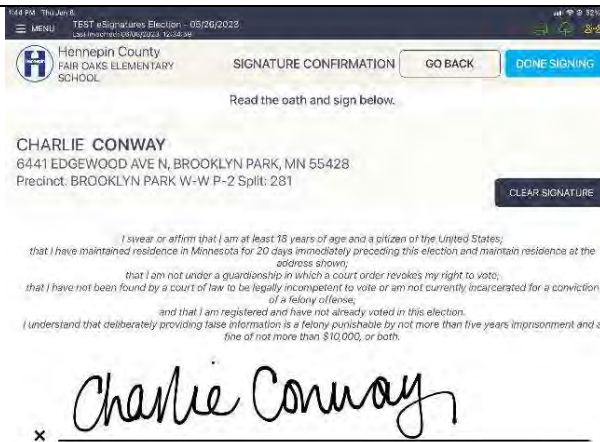 1:44 PM Thu Jun 8
52%
MENU
TEST eSignatures Election - 05/26/2023
Hennepin
Hennepin County
FAIR OAKS ELEMENTARY
SCHOOL
SIGNATURE CONFIRMATION
GO BACK
DONE SIGNING
Read the oath and sign below.
CHARLIE CONWAY
6441 EDGEWOOD AVE N, BROOKLYN PARK, MN 55428
Precinct: BROOKLYN PARK W-W P-2 Split: 281
CLEAR SIGNATURE
I swear or affirm that I am at least 18 years of age and a citizen of the United States;
that I have maintained residence in Minnesota for 20 days immediately preceding this election and maintain residence at the
address shown;
that I am not under a guardianship in which a court order revokes my right to vote;
that I have not been found by a court of law to be legally incompetent to vote or am not currently incarcerated for a conviction
of a felony offense;
and that I am registered and have not already voted in this election.
I understand that deliberately providing false information is a felony punishable by not more than five years imprisonment and a
fine of not more than $10,000, or both.
Charlie Conway
×